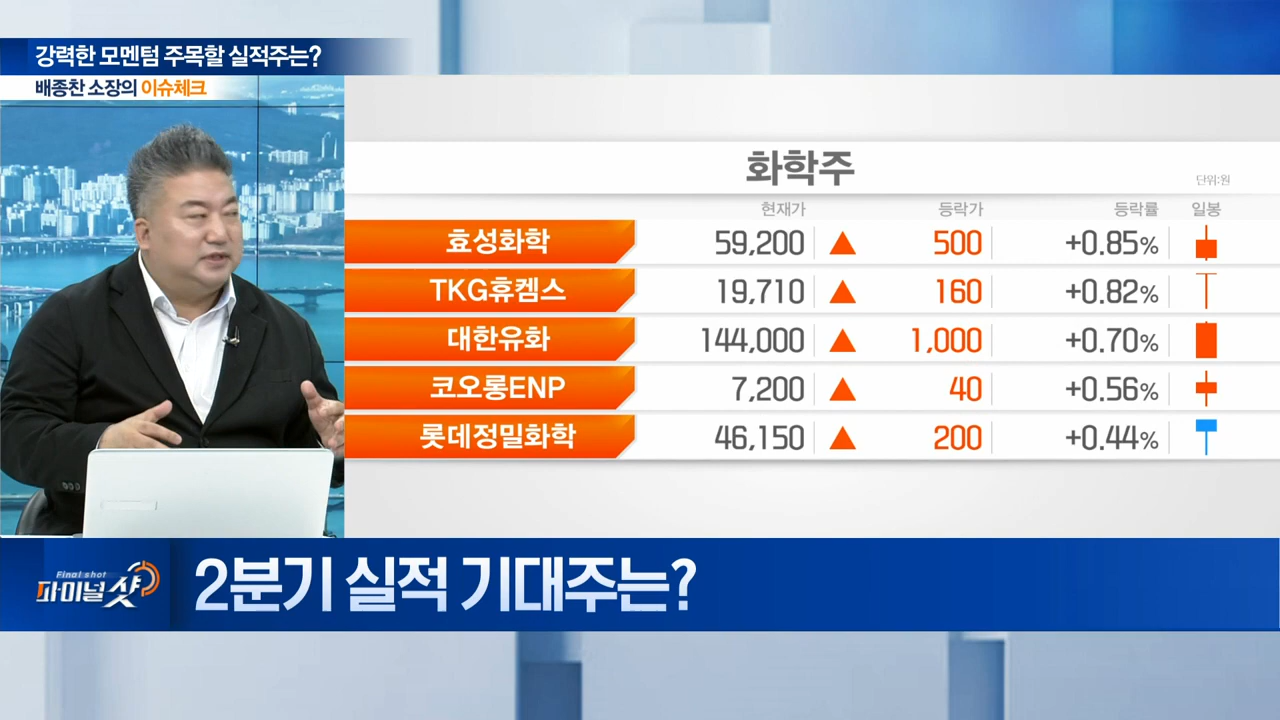 강력한 모멘텀 주목할 실적주는?
배종찬 소장의 이슈체크
화학주
단위:원
현재가 등락가 등락률 일봉
효성화학 59,200 ▲ 500 +0.85%
TKG휴켐스 19,710 ▲ 160 +0.82%
대한유화 144,000 ▲ 1,000 +0.70%
코오롱ENP 7,200 ▲ 40 +0.56%
롯데정밀화학 46,150 ▲ 200 +0.44%
Final shot
파이널샷
2분기 실적 기대주는?